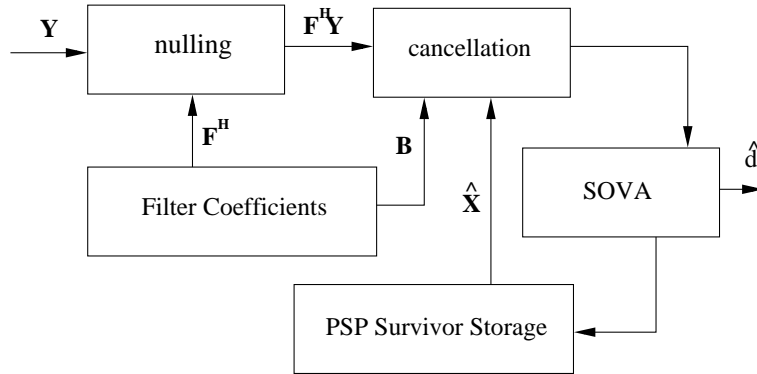 Y
nulling
F^H Y
cancellation
F^H
B
X̂
d̂
SOVA
Filter Coefficients
PSP Survivor Storage